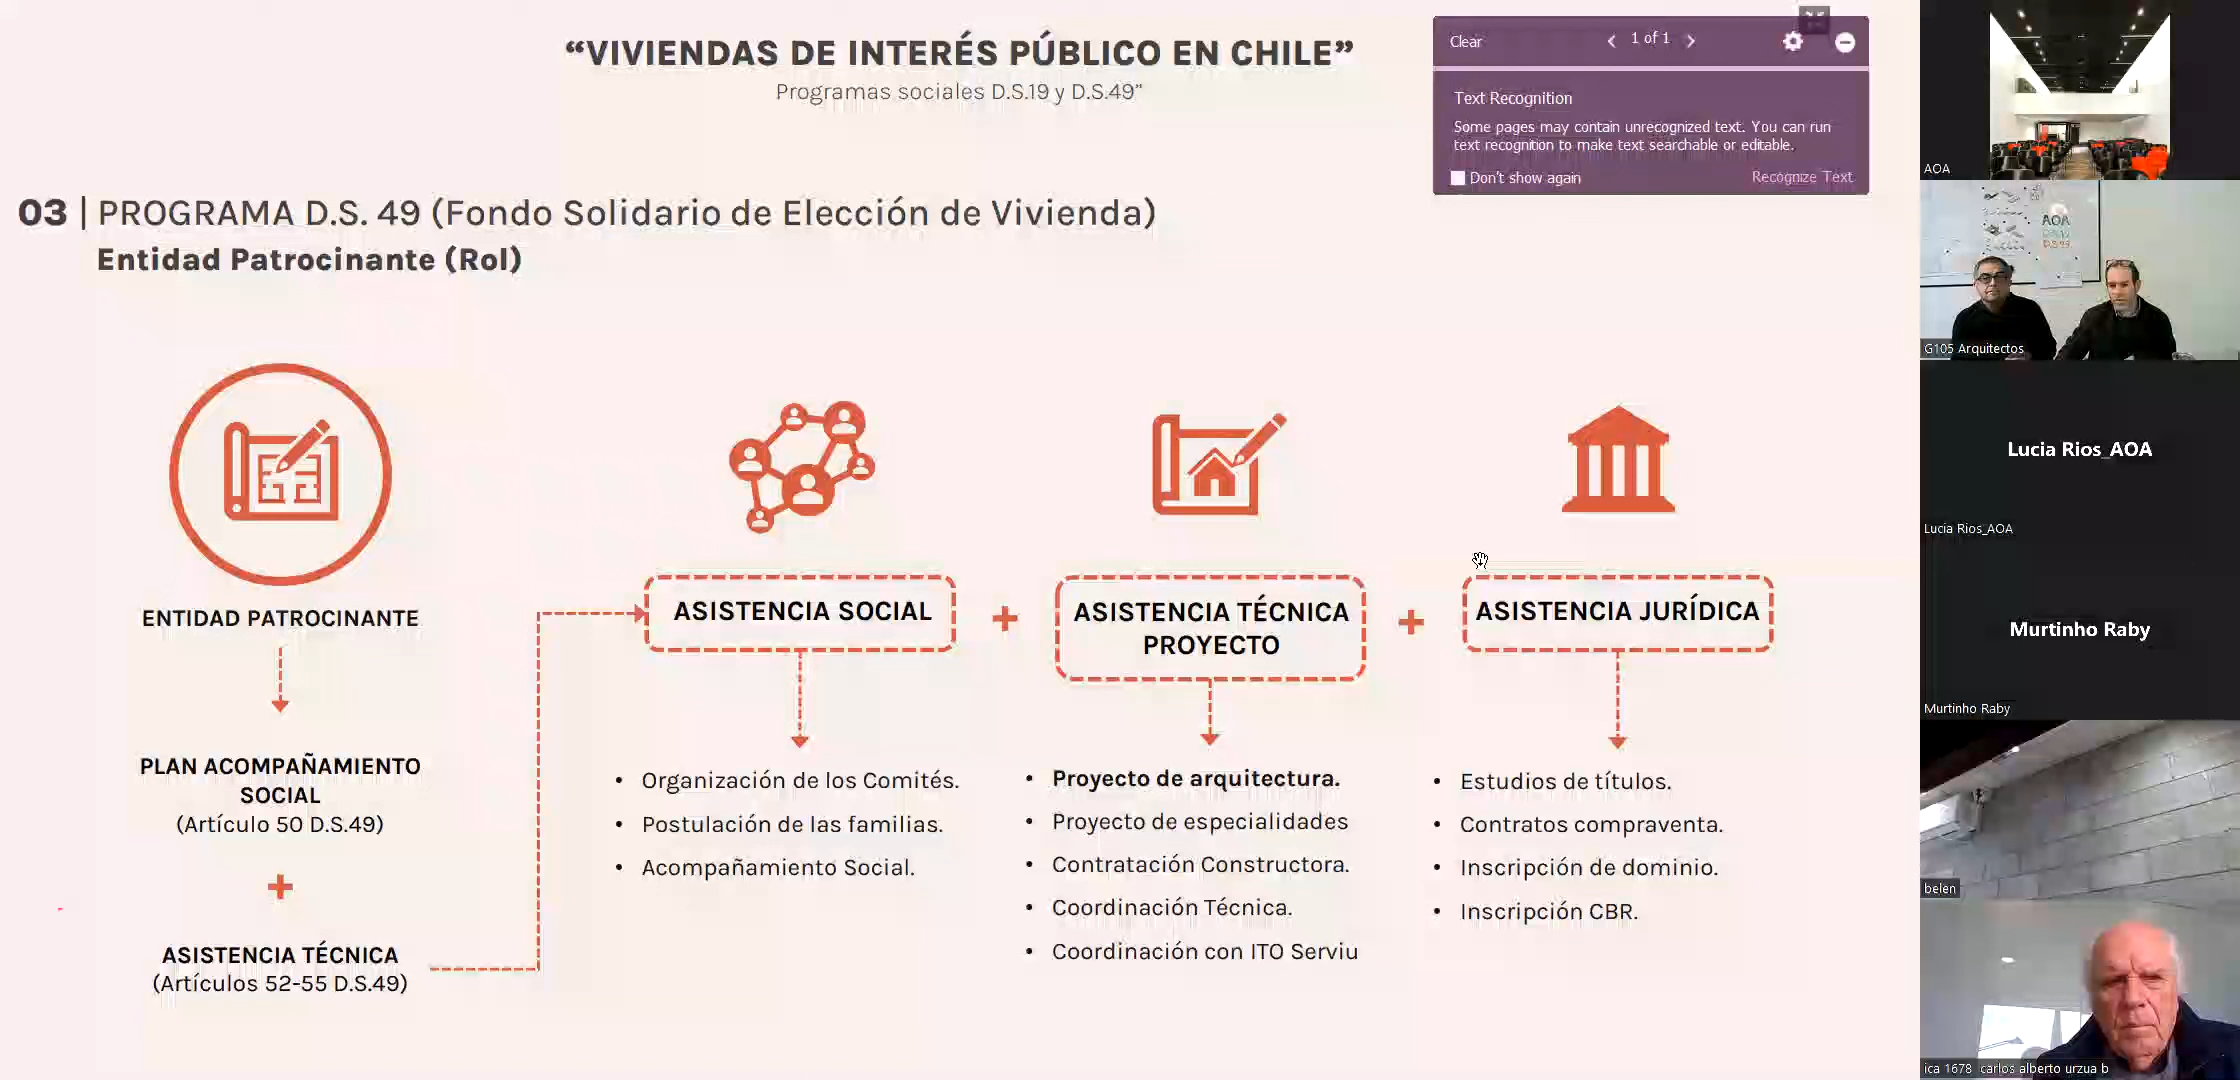 “VIVIENDAS DE INTERÉS PÚBLICO EN CHILE”
Programas sociales D.S.19 y D.S.49”
Clear
1 of 1
Text Recognition
Some pages may contain unrecognized text. You can run
text recognition to make text searchable or editable.
Don't show again
Recognize Text
03 | PROGRAMA D.S. 49 (Fondo Solidario de Elección de Vivienda)
Entidad Patrocinante (Rol)
ENTIDAD PATROCINANTE
PLAN ACOMPAÑAMIENTO
SOCIAL
(Artículo 50 D.S.49)
+
ASISTENCIA TÉCNICA
(Artículos 52-55 D.S.49)
ASISTENCIA SOCIAL
• Organización de los Comités.
• Postulación de las familias.
• Acompañamiento Social.
+
ASISTENCIA TÉCNICA
PROYECTO
• Proyecto de arquitectura.
• Proyecto de especialidades
• Contratación Constructora.
• Coordinación Técnica.
• Coordinación con ITO Serviu
+
ASISTENCIA JURÍDICA
• Estudios de títulos.
• Contratos compraventa.
• Inscripción de dominio.
• Inscripción CBR.
AOA
AOA
G105 Arquitectos
Lucia Rios_AOA
Lucia Rios_AOA
Murtinho Raby
Murtinho Raby
belen
ica 1678 carlos alberto urzua b